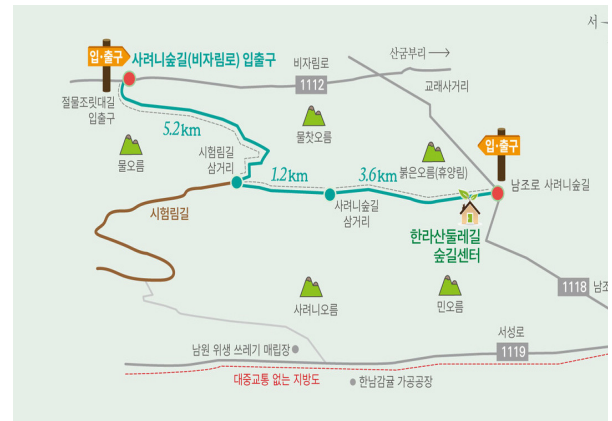 서
입·출구
사려니숲길(비자림로) 입출구
산굼부리
비자림로
1112
교래사거리
절물조릿대길
입출구
5.2km
물찻오름
입·출구
물오름
시험림길
삼거리
붉은오름(휴양림)
1.2km
3.6km
남조로 사려니숲길
시험림길
사려니숲길
삼거리
한라산둘레길
숲길센터
1118
남조
사려니오름
민오름
서성로
남원 위생 쓰레기 매립장
1119
대중교통 없는 지방도
한남감귤 가공공장